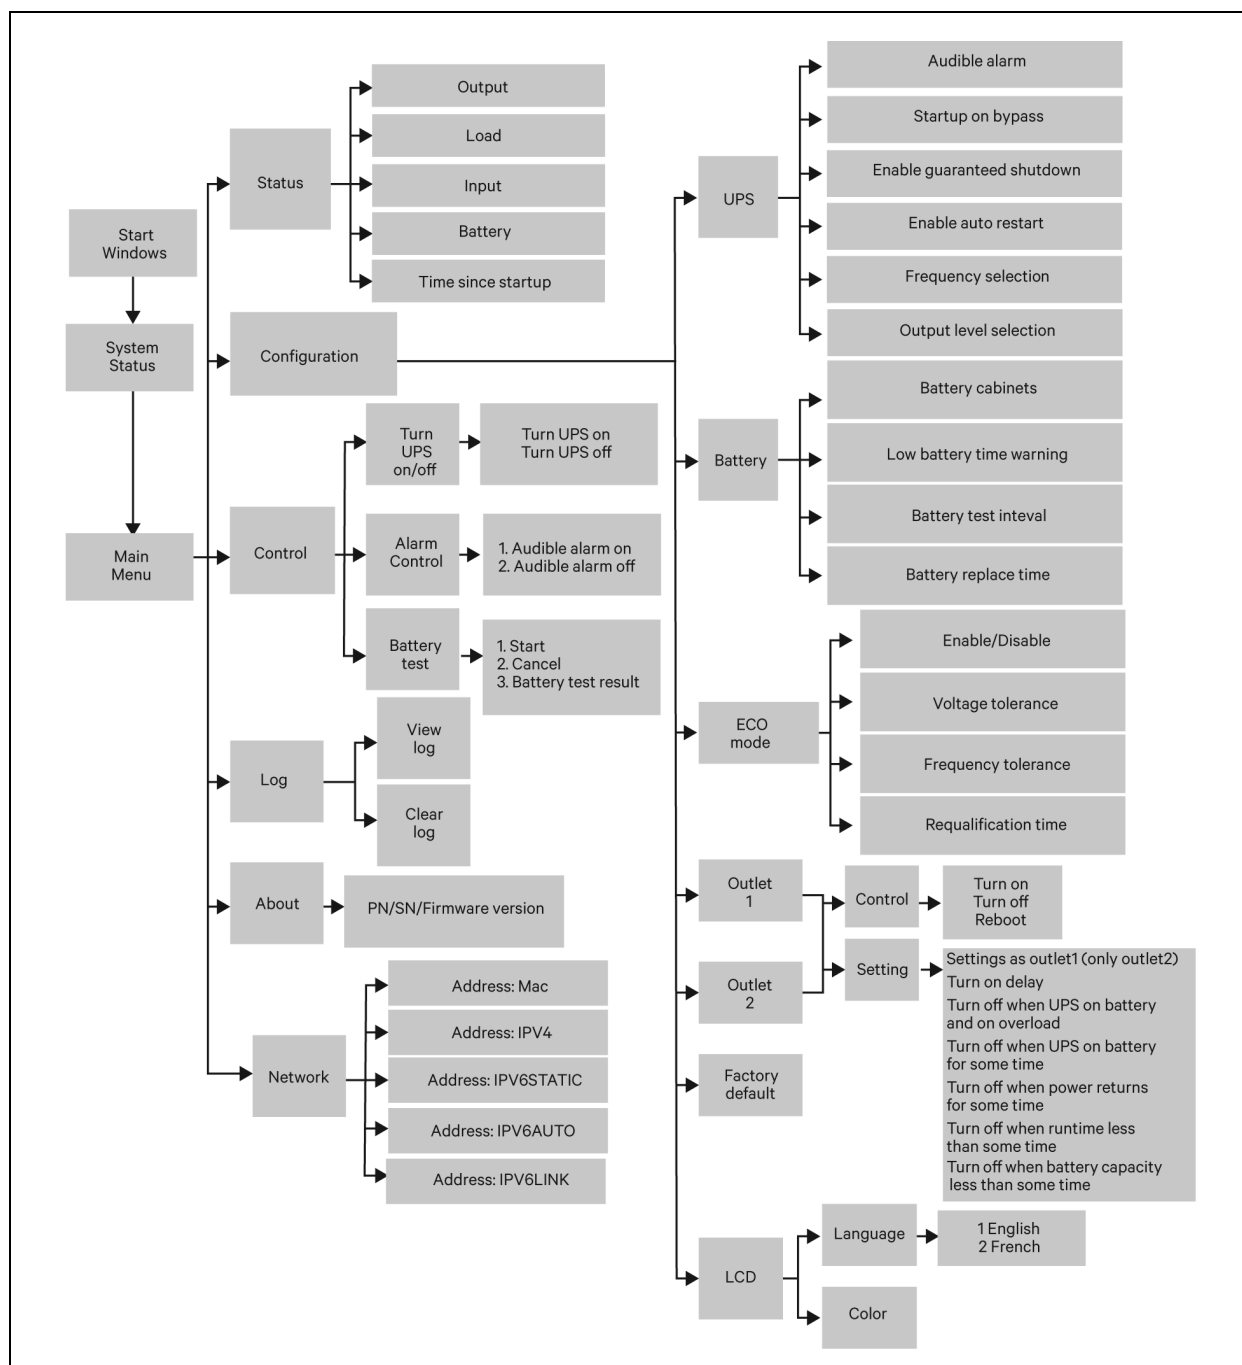 Start
Windows
System
Status
Main
Menu
Status
Output
Load
Input
Battery
Time since startup
Configuration
Control
Turn
UPS
on/off
Turn UPS on
Turn UPS off
Alarm
Control
1. Audible alarm on
2. Audible alarm off
Battery
test
1. Start
2. Cancel
3. Battery test result
Log
View
log
Clear
log
About
PN/SN/Firmware version
Network
Address: Mac
Address: IPV4
Address: IPV6STATIC
Address: IPV6AUTO
Address: IPV6LINK
UPS
Audible alarm
Startup on bypass
Enable guaranteed shutdown
Enable auto restart
Frequency selection
Output level selection
Battery
Battery cabinets
Low battery time warning
Battery test inteval
Battery replace time
ECO
mode
Enable/Disable
Voltage tolerance
Frequency tolerance
Requalification time
Outlet
1
Outlet
2
Control
Turn on
Turn off
Reboot
Setting
Settings as outlet1 (only outlet2)
Turn on delay
Turn off when UPS on battery
and on overload
Turn off when UPS on battery
for some time
Turn off when power returns
for some time
Turn off when runtime less
than some time
Turn off when battery capacity
less than some time
Factory
default
LCD
Language
1 English
2 French
Color